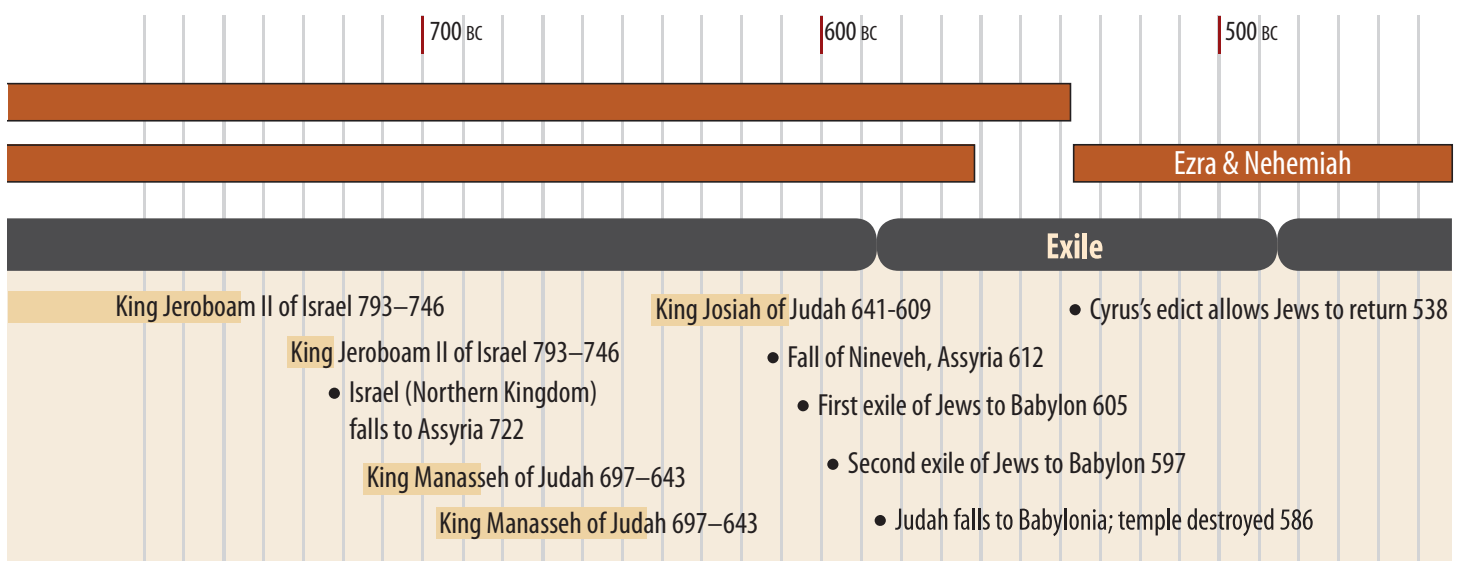 700 BC
600 BC
500 BC
Ezra & Nehemiah
Exile
King Jeroboam II of Israel 793–746
King Josiah of Judah 641-609
Cyrus's edict allows Jews to return 538
King Jeroboam II of Israel 793–746
Fall of Nineveh, Assyria 612
Israel (Northern Kingdom)
falls to Assyria 722
First exile of Jews to Babylon 605
Second exile of Jews to Babylon 597
King Manasseh of Judah 697–643
King Manasseh of Judah 697–643
Judah falls to Babylonia; temple destroyed 586